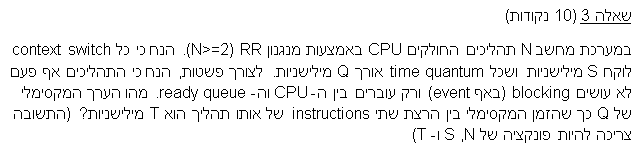 שאלה 3 (10 נקודות)
במערכת מחשב N תהליכים החולקים CPU באמצעות מנגנון RR (N>=2). הנח כי כל context switch
לוקח S מילישניות ושכל time quantum אורך Q מילישניות. לצורך פשטות, הנח כי התהליכים אף פעם
לא עושים blocking (באף event) ורק עוברים בין ה-CPU וה-ready queue. מהו הערך המקסימלי
של Q כך שהזמן המקסימלי בין הרצת שתי instructions של אותו תהליך הוא T מילישניות? (התשובה
צריכה להיות פונקציה של N, S ו-T)